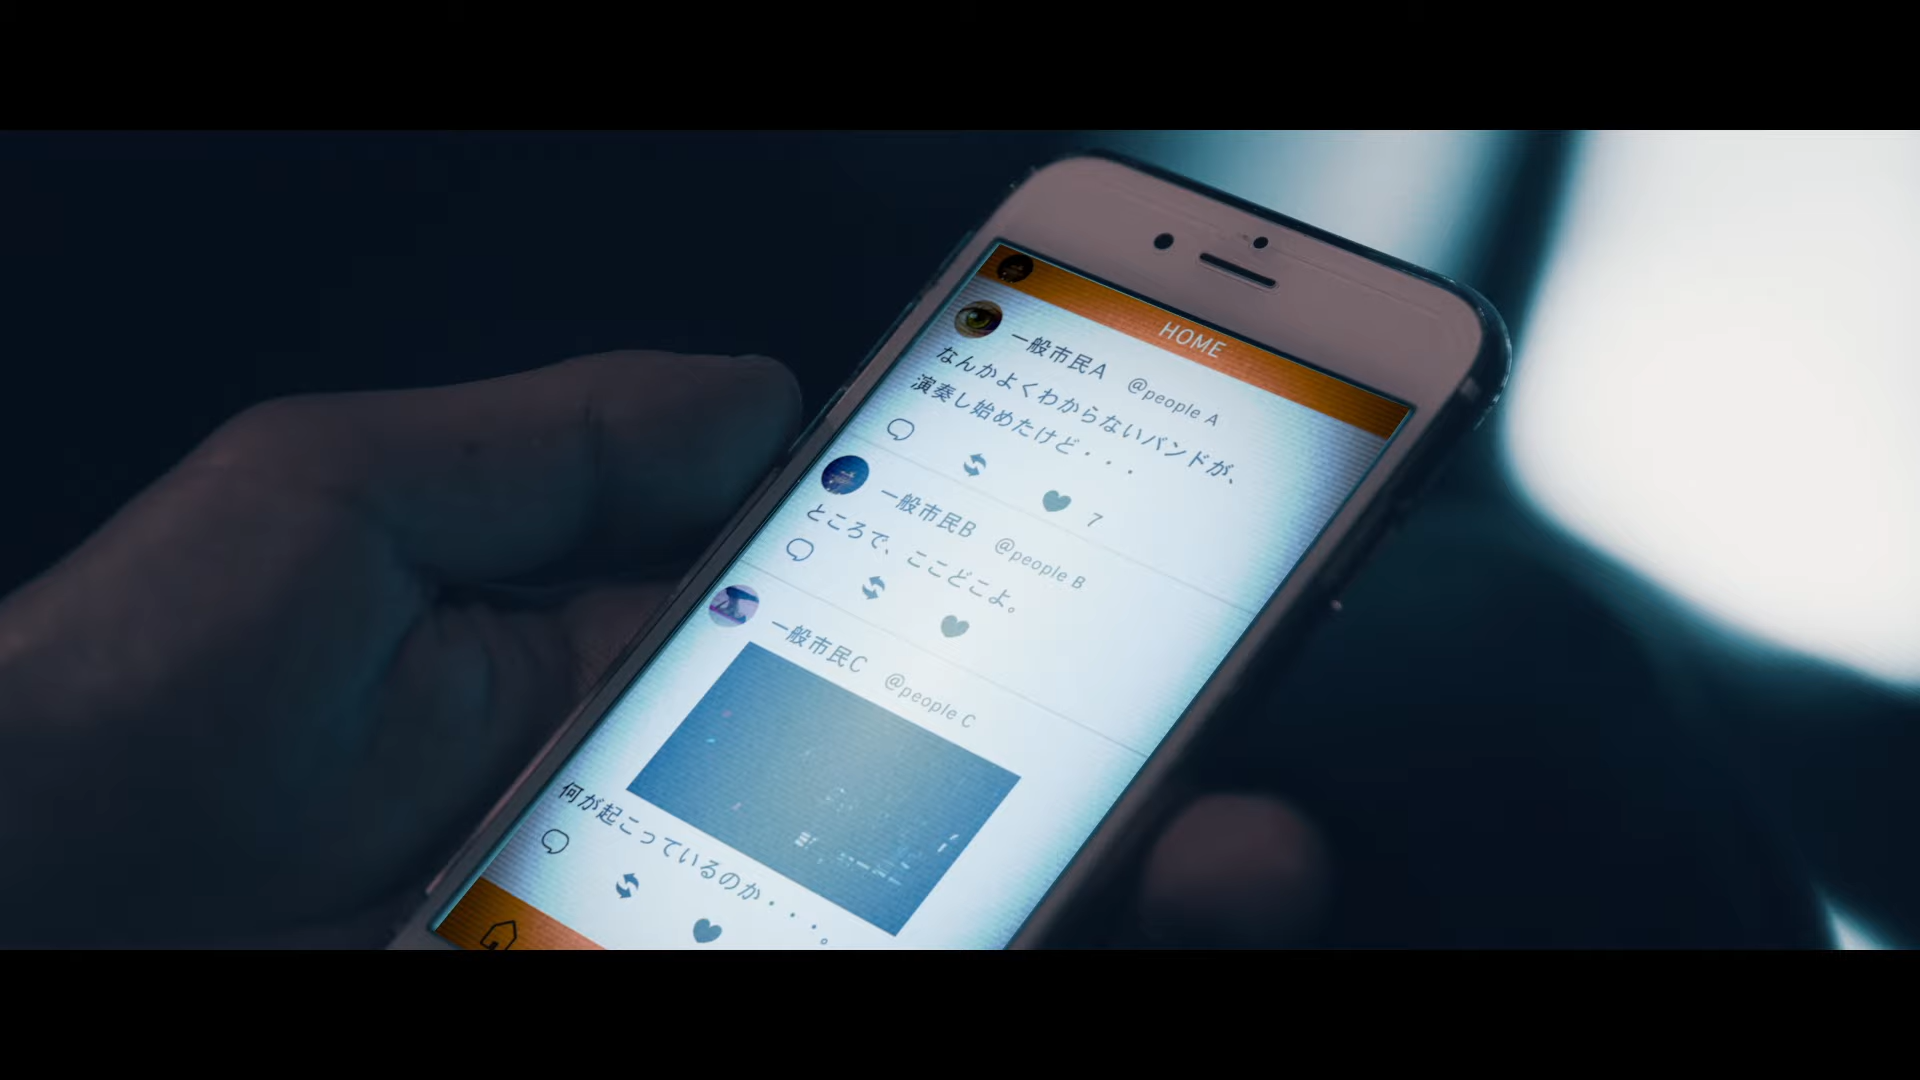 HOME
一般市民A @people A
なんかよくわからないバンドが、
演奏し始めたけど・・・
7
一般市民B @people B
ところで、ここどこよ。
一般市民C @people C
何が起こっているのか・・・。